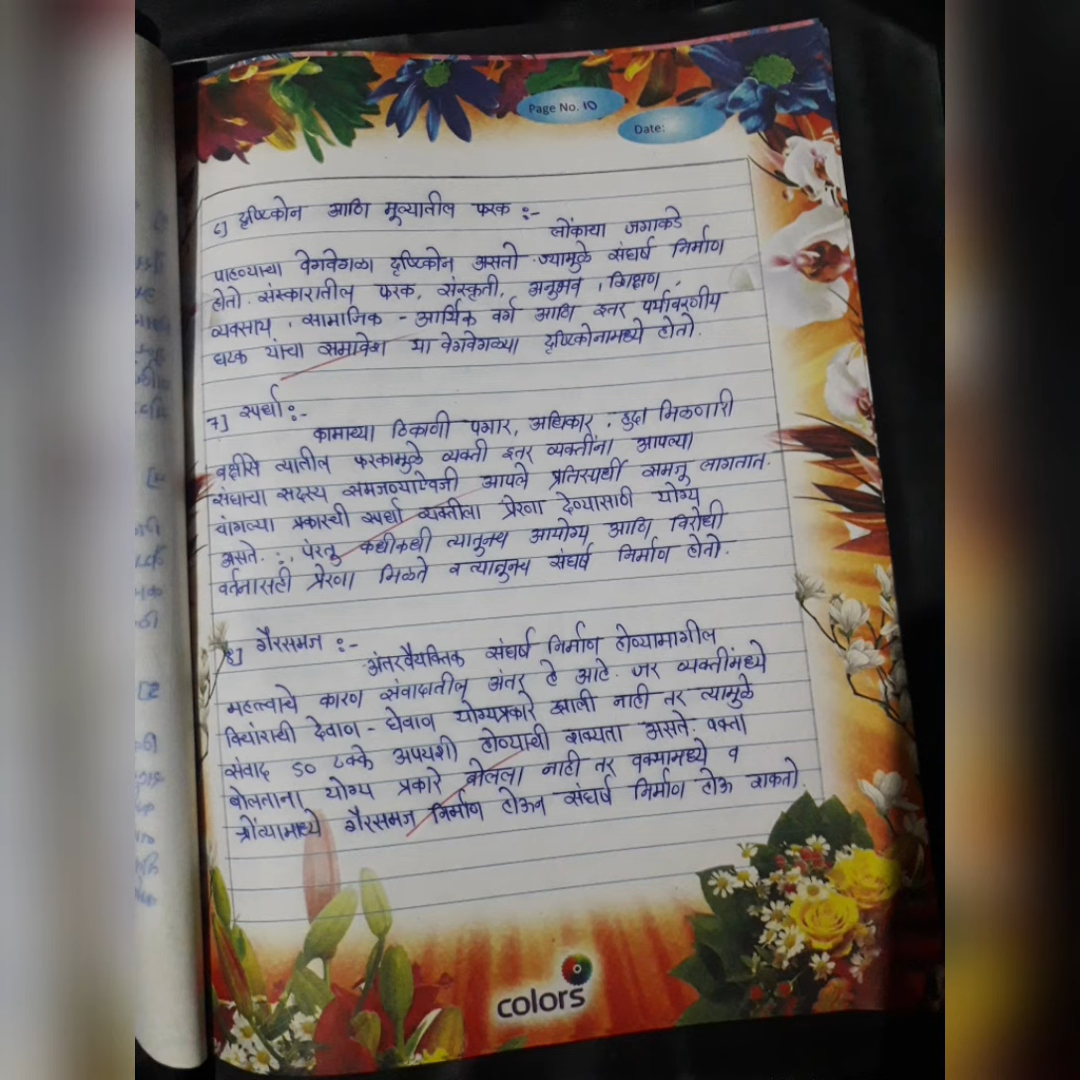 Page No. 10
Date:
6] दृष्टिकोन आणि मूल्यातील फरक :-
लोंकाचा जगाकडे
पाहण्याचा वेगवेगळा दृष्टिकोन असतो ज्यामुळे संघर्ष निर्माण
होतो. संस्कारातील फरक, संस्कृती, अनुभव, शिक्षण,
व्यवसाय, सामाजिक - आर्थिक वर्ग आणि इतर पर्यावरणीय
घटक यांचा समावेश या वेगवेगळ्या दृष्टिकोनामध्ये होतो.
7] स्पर्धा :-
कामाच्या ठिकाणी पगार, अधिकार, हुद्दा मिळणारी
बक्षीसे त्यातील फरकामुळे व्यक्ती इतर व्यक्तींना आपल्या
संघाचा सदस्य समजण्याऐवजी आपले प्रतिस्पर्धी समजू लागतात.
चांगल्या प्रकारची स्पर्धा व्यक्तीला प्रेरणा देण्यासाठी योग्य
असते. परंतू कधीकधी त्यातुनच आयोग्य आणि विरोधी
वर्तनासही प्रेरणा मिळते व त्यातुनच संघर्ष निर्माण होतो.
8] गैरसमज :-
अंतरवैयक्तिक संघर्ष निर्माण होण्यामागील
महत्त्वाचे कारण संवादातील अंतर हे आहे. जर व्यक्तींमध्ये
विचारांची देवाण - घेवाण योग्यप्रकारे झाली नाही तर त्यामुळे
संवाद 50 टक्के अपयशी होण्याची शक्यता असते. वक्ता
बोलताना योग्य प्रकारे बोलला नाही तर वक्त्यामध्ये व
श्रोत्यामाध्ये गैरसमज निर्माण होऊन संघर्ष निर्माण होऊ शकतो.
colors